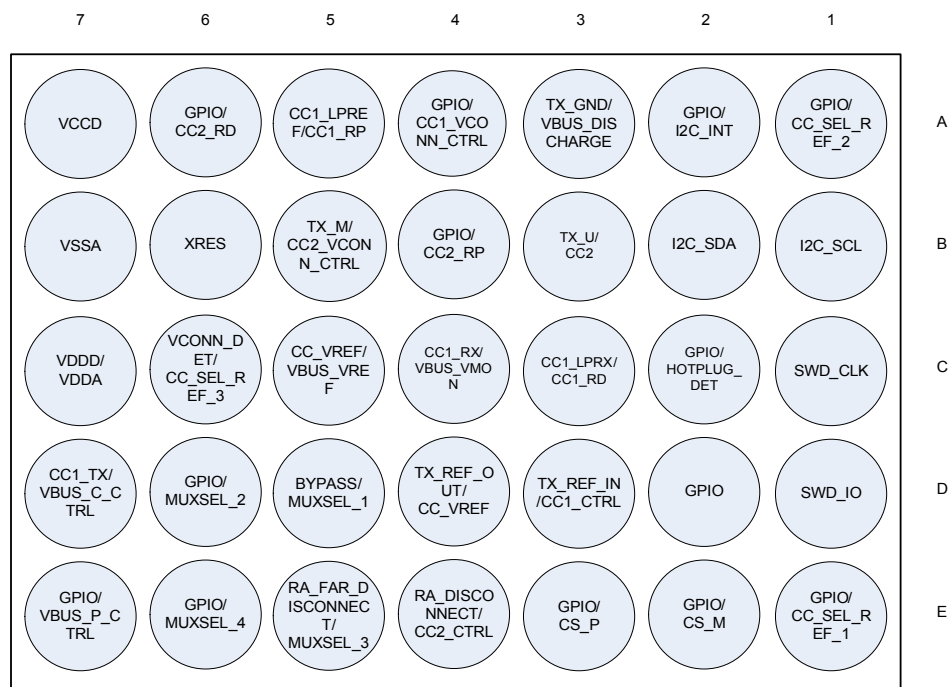 7 6 5 4 3 2 1
VCCD
GPIO/
CC2_RD
CC1_LPRE
F/CC1_RP
GPIO/
CC1_VCO
NN_CTRL
TX_GND/
VBUS_DIS
CHARGE
GPIO/
I2C_INT
GPIO/
CC_SEL_R
EF_2
A
VSSA
XRES
TX_M/
CC2_VCON
N_CTRL
GPIO/
CC2_RP
TX_U/
CC2
I2C_SDA
I2C_SCL
B
VDDD/
VDDA
VCONN_D
ET/
CC_SEL_R
EF_3
CC_VREF/
VBUS_VRE
F
CC1_RX/
VBUS_VMO
N
CC1_LPRX/
CC1_RD
GPIO/
HOTPLUG_
DET
SWD_CLK
C
CC1_TX/
VBUS_C_C
TRL
GPIO/
MUXSEL_2
BYPASS/
MUXSEL_1
TX_REF_O
UT/
CC_VREF
TX_REF_IN
/CC1_CTRL
GPIO
SWD_IO
D
GPIO/
VBUS_P_C
TRL
GPIO/
MUXSEL_4
RA_FAR_D
ISCONNEC
T/
MUXSEL_3
RA_DISCO
NNECT/
CC2_CTRL
GPIO/
CS_P
GPIO/
CS_M
GPIO/
CC_SEL_R
EF_1
E